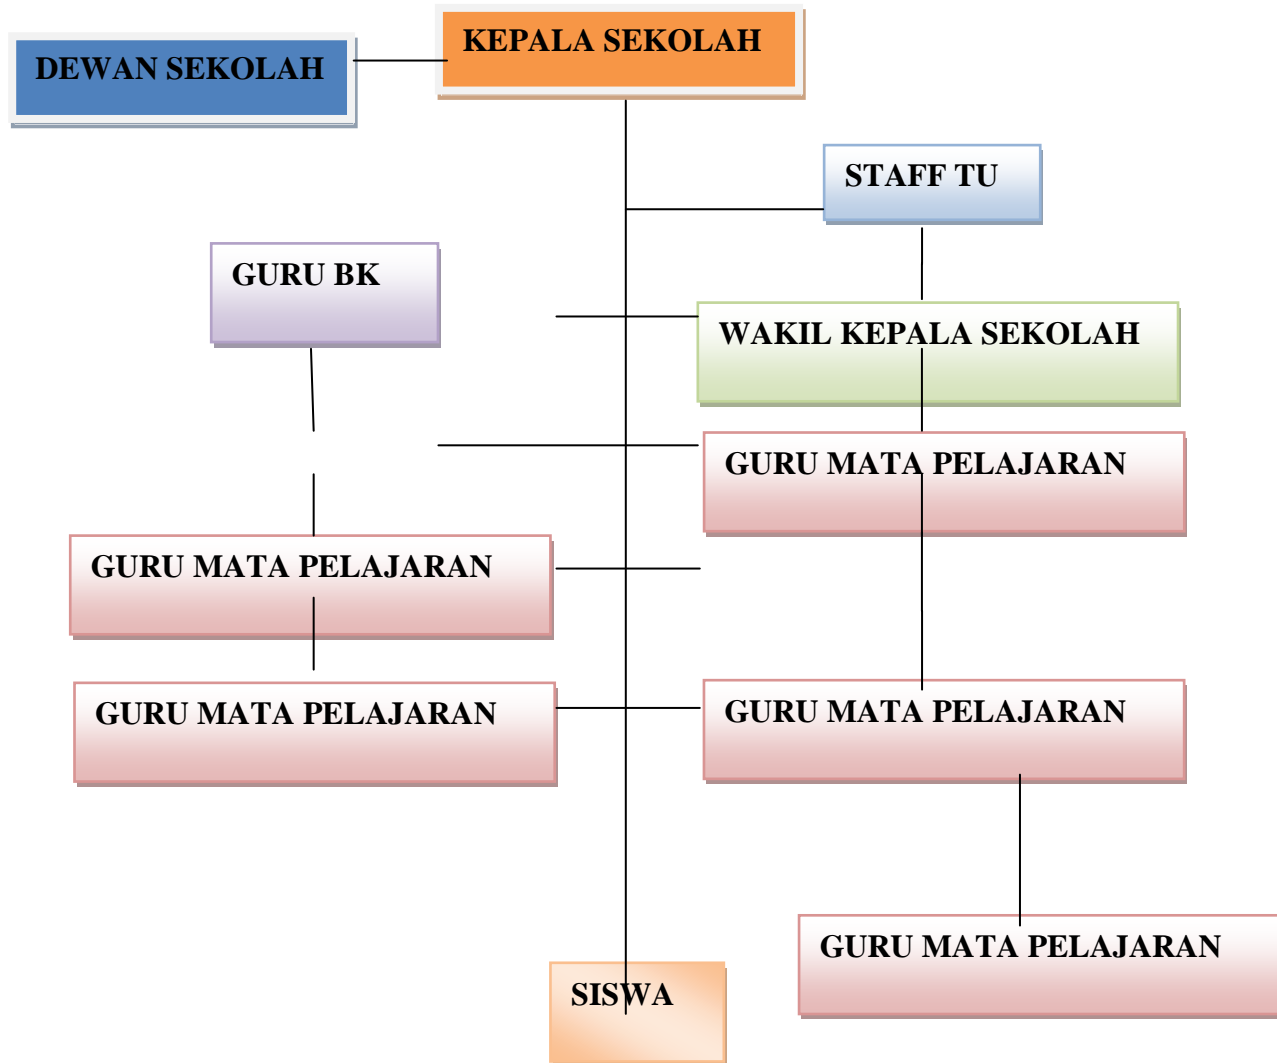 KEPALA SEKOLAH
DEWAN SEKOLAH
STAFF TU
GURU BK
WAKIL KEPALA SEKOLAH
GURU MATA PELAJARAN
GURU MATA PELAJARAN
GURU MATA PELAJARAN
GURU MATA PELAJARAN
GURU MATA PELAJARAN
SISWA